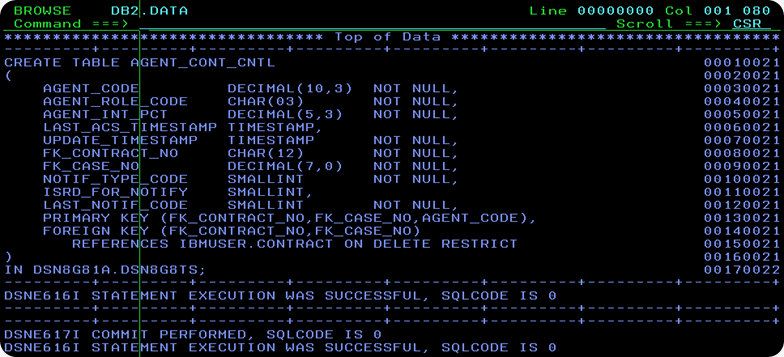 BROWSE    DB2.DATA                                    Line 00000000 Col 001 080
Command ===>                                                  Scroll ===> CSR
********************************* Top of Data **********************************
---------+---------+---------+---------+---------+---------+---------+---------+
CREATE TABLE AGENT_CONT_CNTL                                            00010021
(                                                                       00020021
    AGENT_CODE         DECIMAL(10,3)  NOT NULL,                         00030021
    AGENT_ROLE_CODE    CHAR(03)       NOT NULL,                         00040021
    AGENT_INT_PCT      DECIMAL(5,3)   NOT NULL,                         00050021
    LAST_ACS_TIMESTAMP TIMESTAMP,                                       00060021
    UPDATE_TIMESTAMP   TIMESTAMP      NOT NULL,                         00070021
    FK_CONTRACT_NO     CHAR(12)       NOT NULL,                         00080021
    FK_CASE_NO         DECIMAL(7,0)   NOT NULL,                         00090021
    NOTIF_TYPE_CODE    SMALLINT       NOT NULL,                         00100021
    ISRD_FOR_NOTIFY    SMALLINT,                                        00110021
    LAST_NOTIF_CODE    SMALLINT       NOT NULL,                         00120021
    PRIMARY KEY (FK_CONTRACT_NO,FK_CASE_NO,AGENT_CODE),                 00130021
    FOREIGN KEY (FK_CONTRACT_NO,FK_CASE_NO)                             00140021
       REFERENCES IBMUSER.CONTRACT ON DELETE RESTRICT                   00150021
)                                                                       00160021
IN DSN8G81A.DSN8G8TS;                                                   00170022
---------+---------+---------+---------+---------+---------+---------+---------+
DSNE616I STATEMENT EXECUTION WAS SUCCESSFUL, SQLCODE IS 0
---------+---------+---------+---------+---------+---------+---------+---------+
---------+---------+---------+---------+---------+---------+---------+---------+
DSNE617I COMMIT PERFORMED, SQLCODE IS 0
DSNE616I STATEMENT EXECUTION WAS SUCCESSFUL, SQLCODE IS 0